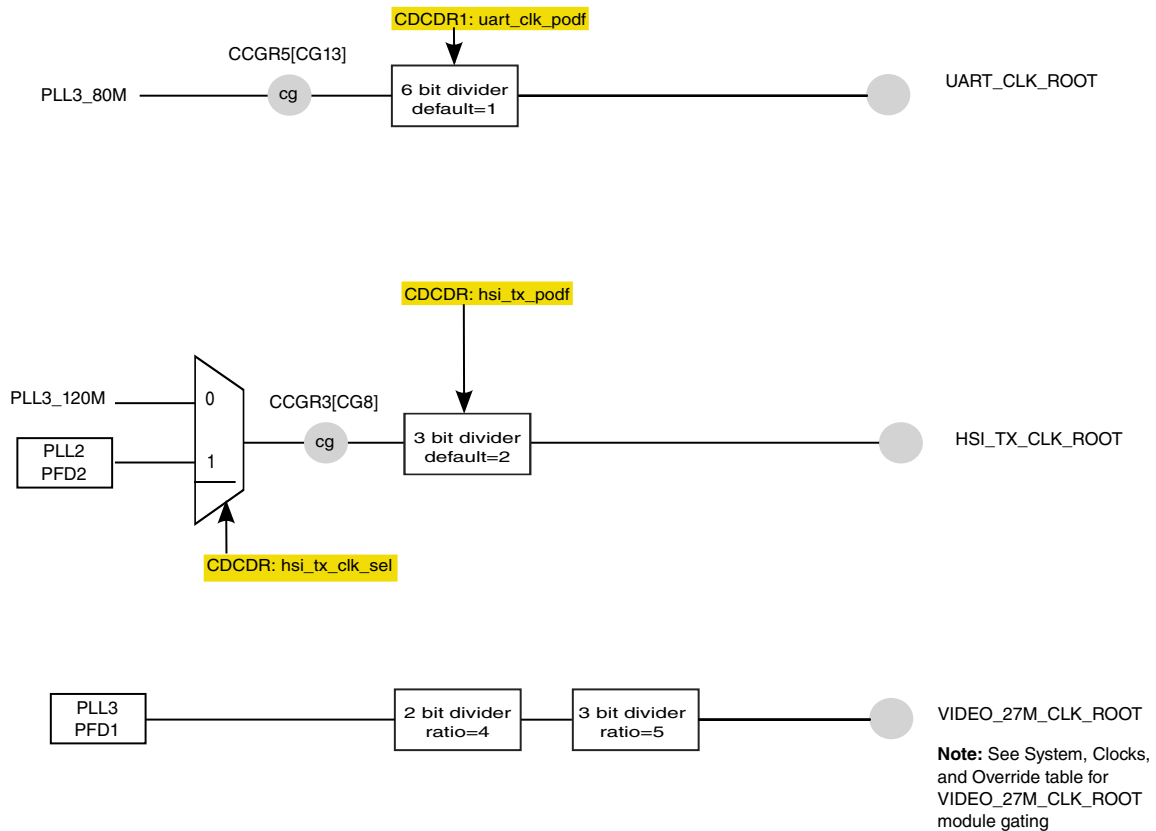 CDCDR1: uart_clk_podf
CCGR5[CG13]
PLL3_80M
cg
6 bit divider
default=1
UART_CLK_ROOT
CDCDR: hsi_tx_podf
PLL3_120M
0
CCGR3[CG8]
PLL2
PFD2
1
cg
3 bit divider
default=2
HSI_TX_CLK_ROOT
CDCDR: hsi_tx_clk_sel
PLL3
PFD1
2 bit divider
ratio=4
3 bit divider
ratio=5
VIDEO_27M_CLK_ROOT
Note: See System, Clocks,
and Override table for
VIDEO_27M_CLK_ROOT
module gating